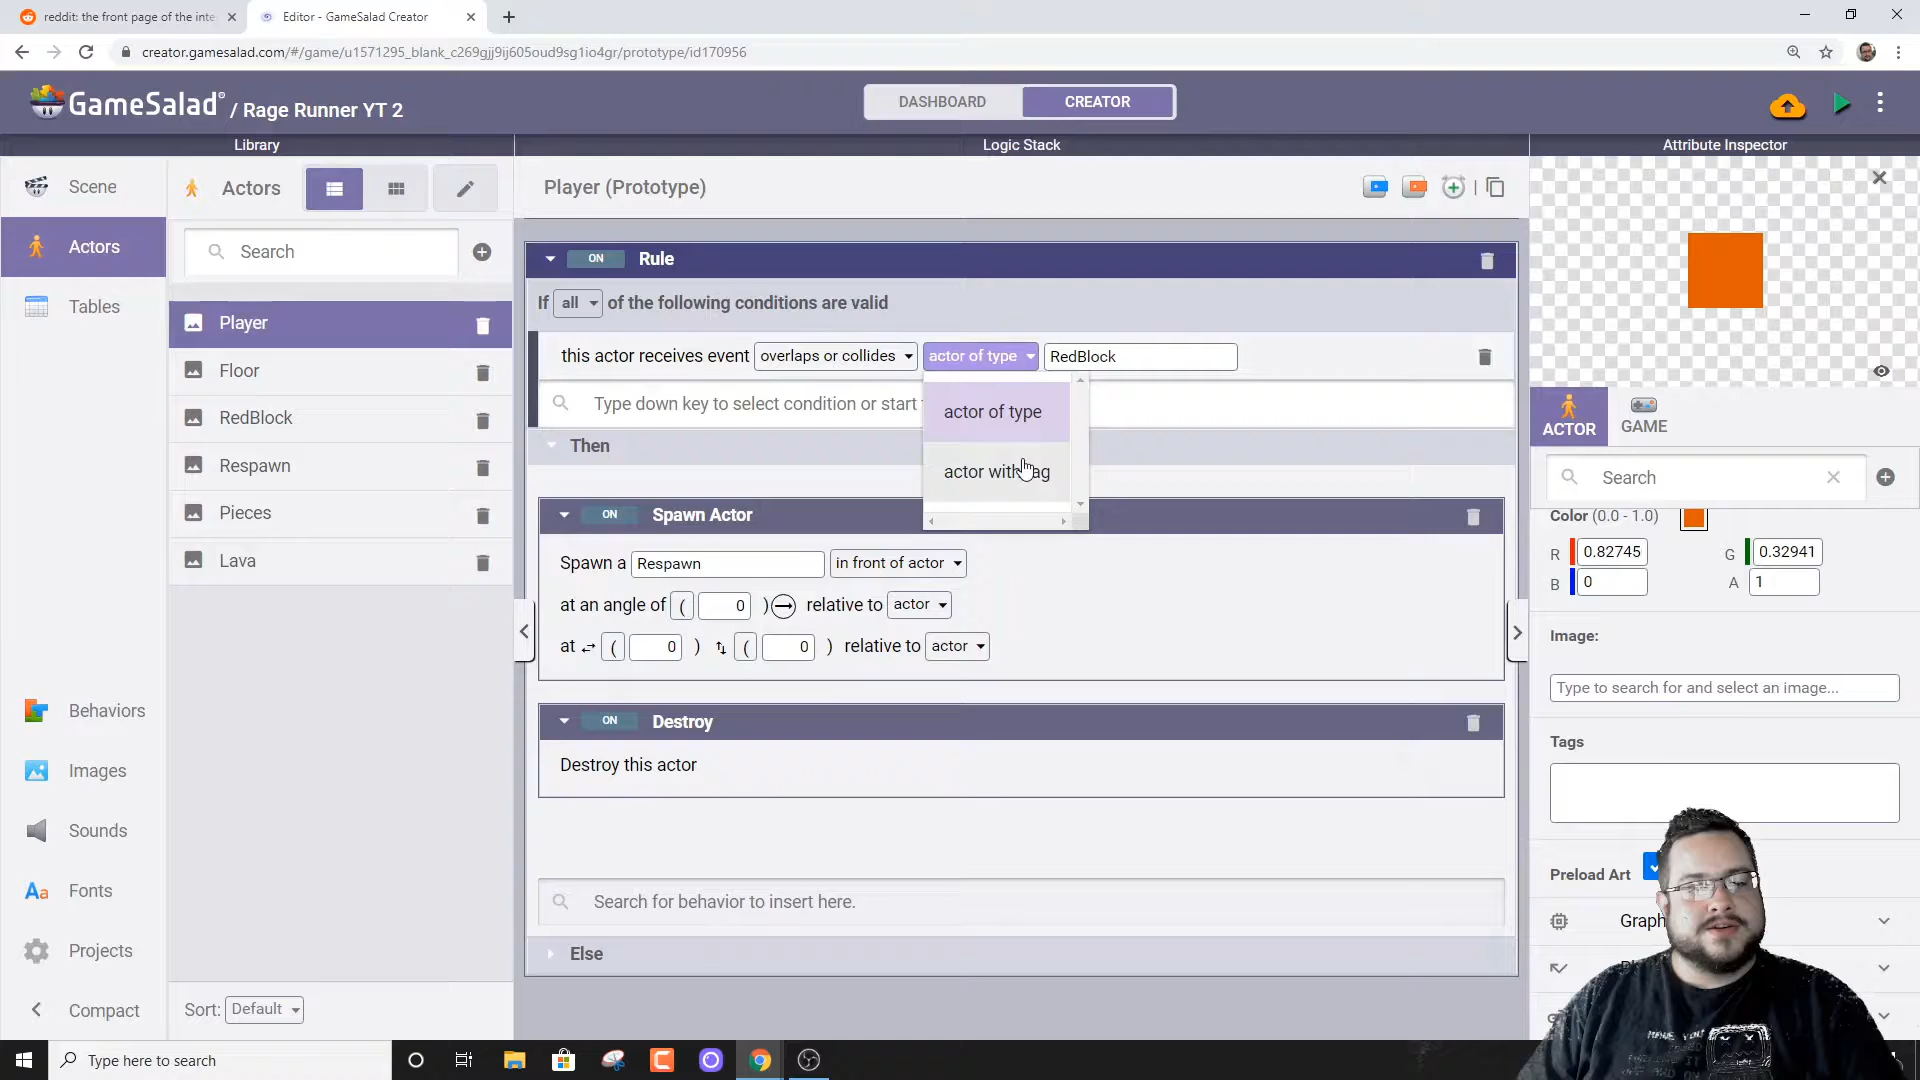 reddit: the front page of the inte
Editor - GameSalad Creator
creator.gamesalad.com/#/game/u1571295_blank_c269gjj9ij605oud9sg1io4gr/prototype/id170956
GameSalad® / Rage Runner YT 2
DASHBOARD
CREATOR
Library
Logic Stack
Attribute Inspector
Scene
Actors
Player (Prototype)
Actors
Search
Tables
Player
Floor
RedBlock
Respawn
Pieces
Lava
Behaviors
Images
Sounds
Fonts
Projects
Compact
Sort: Default
ON Rule
If all of the following conditions are valid
this actor receives event overlaps or collides actor of type RedBlock
Type down key to select condition or start
actor of type
actor with ag
Then
ON Spawn Actor
Spawn a Respawn in front of actor
at an angle of ( 0 ) relative to actor
at ( 0 ) ( 0 ) relative to actor
ON Destroy
Destroy this actor
Search for behavior to insert here.
Else
ACTOR
GAME
Search
Color (0.0 - 1.0)
R 0.82745 G 0.32941
B 0 A 1
Image:
Type to search for and select an image...
Tags
Preload Art
Graph
Type here to search